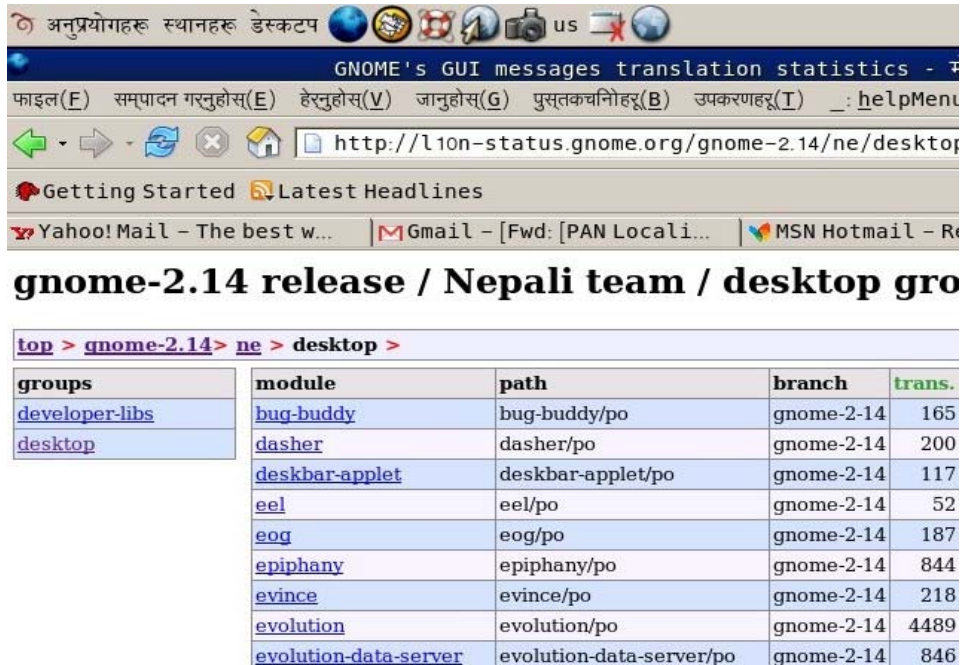 अनुप्रयोगहरू स्थानहरू डेस्कटप us
GNOME's GUI messages translation statistics -
फाइल(F) सम्पादन गर्नुहोस्(E) हेर्नुहोस्(V) जानुहोस्(G) पुस्तकचिनोहरू(B) उपकरणहरू(T) _: helpMenu
http://l10n-status.gnome.org/gnome-2.14/ne/desktop
Getting Started Latest Headlines
Yahoo! Mail – The best w... Gmail – [Fwd: [PAN Locali... MSN Hotmail – Re
gnome-2.14 release / Nepali team / desktop gro
top > gnome-2.14> ne > desktop >
groups
developer-libs
desktop
module path branch trans.
bug-buddy bug-buddy/po gnome-2-14 165
dasher dasher/po gnome-2-14 200
deskbar-applet deskbar-applet/po gnome-2-14 117
eel eel/po gnome-2-14 52
eog eog/po gnome-2-14 187
epiphany epiphany/po gnome-2-14 844
evince evince/po gnome-2-14 218
evolution evolution/po gnome-2-14 4489
evolution-data-server evolution-data-server/po gnome-2-14 846